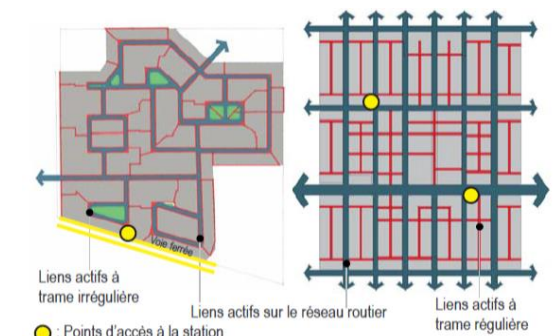 Voie ferrée
Liens actifs à
trame irrégulière
Liens actifs sur le réseau routier
Liens actifs à
trame régulière
: Points d'accés à la station